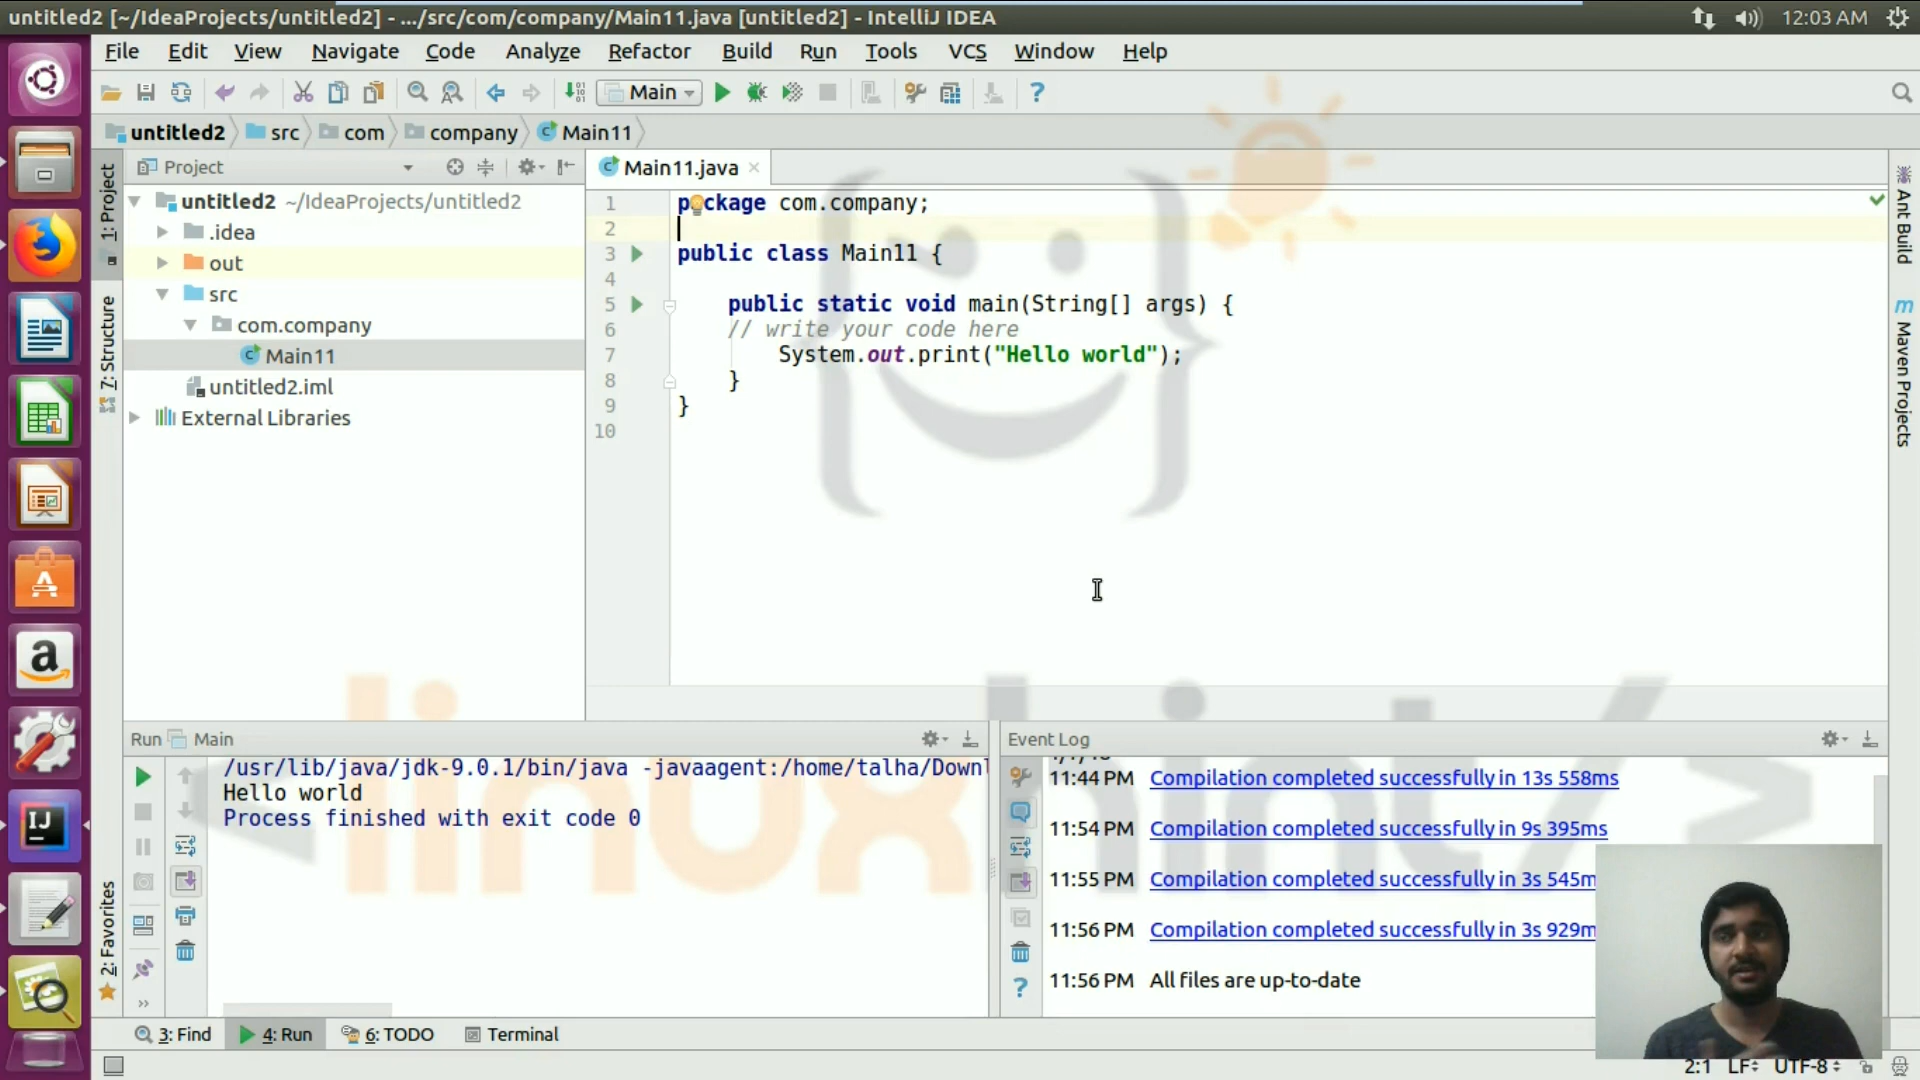 untitled2 [~/IdeaProjects/untitled2] - .../src/com/company/Main11.java [untitled2] - IntelliJ IDEA
12:03 AM
File Edit View Navigate Code Analyze Refactor Build Run Tools VCS Window Help
Main
untitled2 src com company Main11
1: Project
7: Structure
2: Favorites
Project
untitled2 ~/IdeaProjects/untitled2
.idea
out
src
com.company
Main11
untitled2.iml
External Libraries
Main11.java
1 package com.company;
2
3 public class Main11 {
4
5 public static void main(String[] args) {
6 // write your code here
7 System.out.print("Hello world");
8 }
9 }
10
Ant Build
m Maven Projects
linuxhint
a
IJ
Run Main
/usr/lib/java/jdk-9.0.1/bin/java -javaagent:/home/talha/Downl
Hello world
Process finished with exit code 0
Event Log
11:44 PM Compilation completed successfully in 13s 558ms
11:54 PM Compilation completed successfully in 9s 395ms
11:55 PM Compilation completed successfully in 3s 545m
11:56 PM Compilation completed successfully in 3s 929m
11:56 PM All files are up-to-date
3: Find 4: Run 6: TODO Terminal
2:1 LF UTF-8